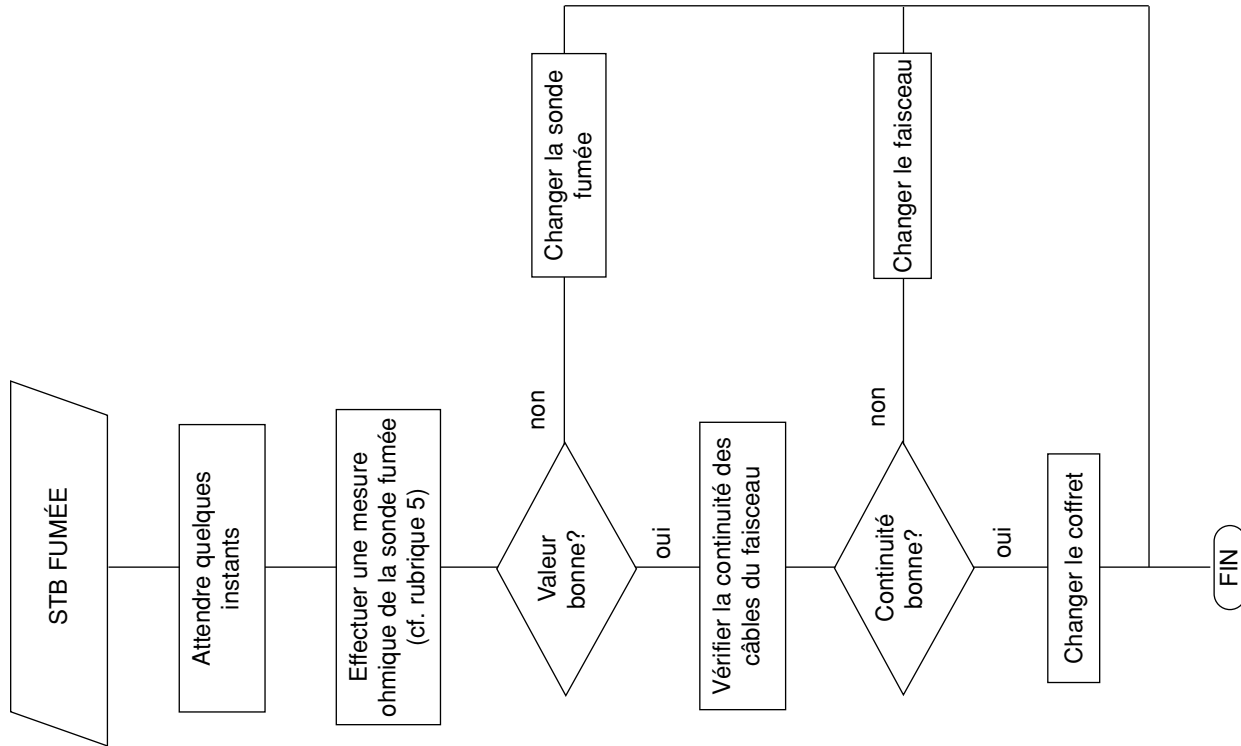 STB FUMÉE
Attendre quelques
instants
Effectuer une mesure
ohmique de la sonde fumée
(cf. rubrique 5)
Valeur
bonne?
non
Changer la sonde
fumée
oui
Vérifier la continuité des
câbles du faisceau
Continuité
bonne?
non
Changer le faisceau
oui
Changer le coffret
FIN